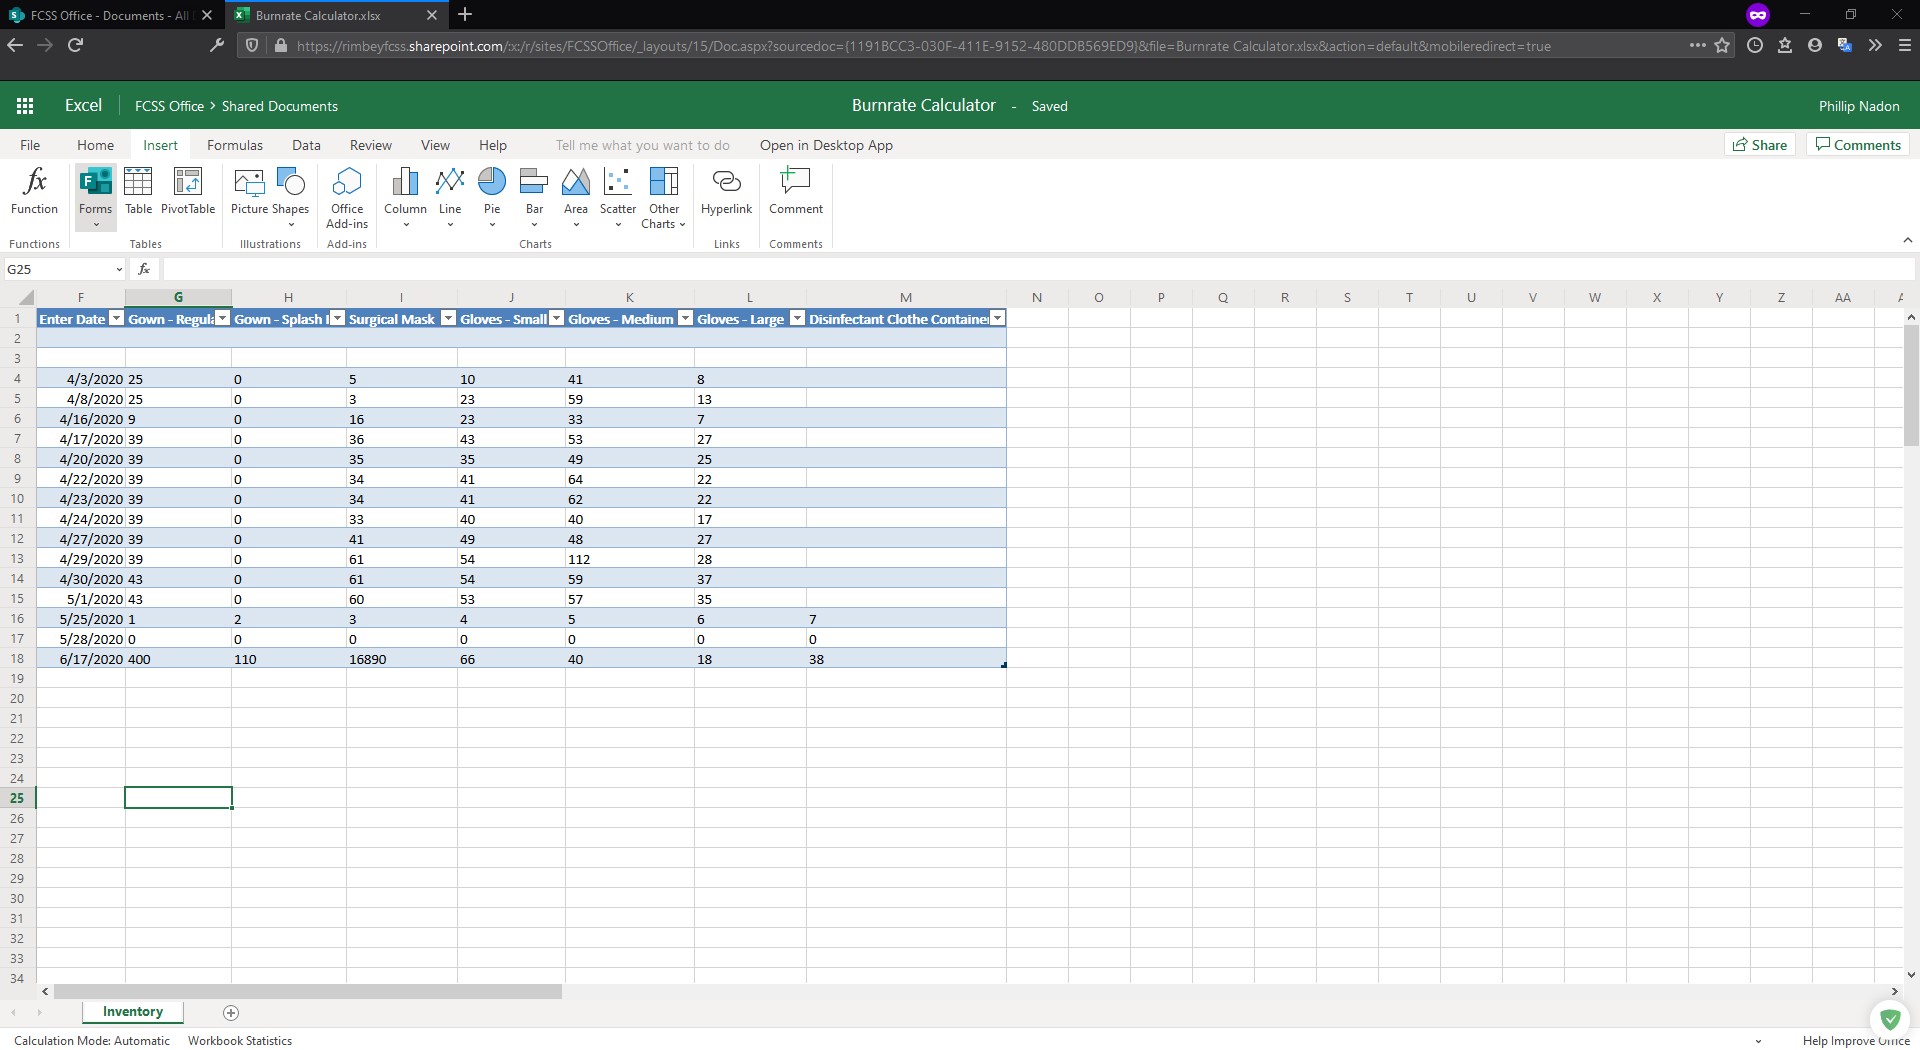 FCSS Office - Documents - All
Burnrate Calculator.xlsx
https://rimbeyfcss.sharepoint.com/:x:/r/sites/FCSSOffice/_layouts/15/Doc.aspx?sourcedoc={1191BCC3-030F-411E-9152-480DDB569ED9}&file=Burnrate Calculator.xlsx&action=default&mobileredirect=true
Excel FCSS Office > Shared Documents Burnrate Calculator - Saved Phillip Nadon
File Home Insert Formulas Data Review View Help Tell me what you want to do Open in Desktop App Share Comments
Function Forms Table PivotTable Picture Shapes Office Add-ins Column Line Pie Bar Area Scatter Other Charts Hyperlink Comment
Functions Tables Illustrations Add-ins Charts Links Comments
G25 fx
F G H I J K L M N O P Q R S T U V W X Y Z AA
1 Enter Date Gown - Regula Gown - Splash Surgical Mask Gloves - Small Gloves - Medium Gloves - Large Disinfectant Clothe Container
2
3
4 4/3/2020 25 0 5 10 41 8
5 4/8/2020 25 0 3 23 59 13
6 4/16/2020 9 0 16 23 33 7
7 4/17/2020 39 0 36 43 53 27
8 4/20/2020 39 0 35 35 49 25
9 4/22/2020 39 0 34 41 64 22
10 4/23/2020 39 0 34 41 62 22
11 4/24/2020 39 0 33 40 40 17
12 4/27/2020 39 0 41 49 48 27
13 4/29/2020 39 0 61 54 112 28
14 4/30/2020 43 0 61 54 59 37
15 5/1/2020 43 0 60 53 57 35
16 5/25/2020 1 2 3 4 5 6 7
17 5/28/2020 0 0 0 0 0 0 0
18 6/17/2020 400 110 16890 66 40 18 38
19
20
21
22
23
24
25
26
27
28
29
30
31
32
33
34
Inventory
Calculation Mode: Automatic Workbook Statistics Help Improve Office